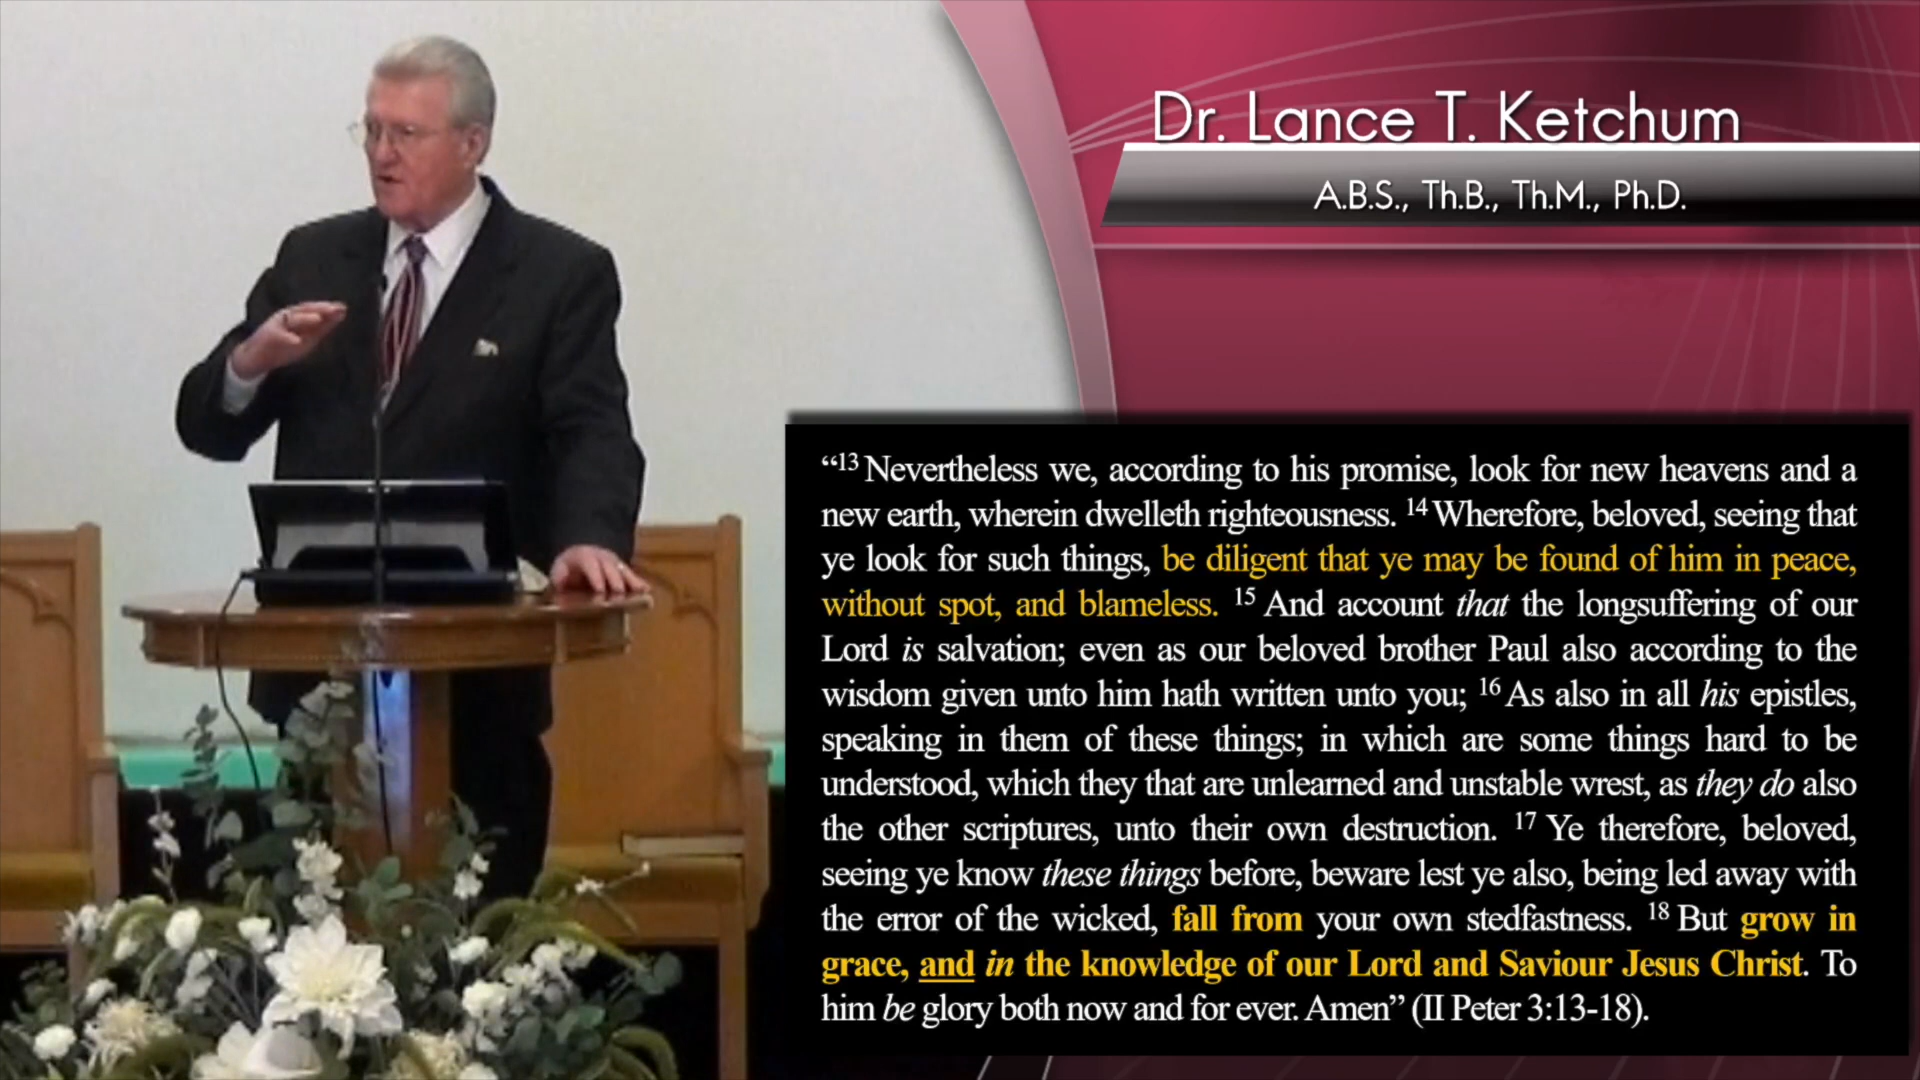 Dr. Lance T. Ketchum
A.B.S., Th.B., Th.M., Ph.D.
“13 Nevertheless we, according to his promise, look for new heavens and a
new earth, wherein dwelleth righteousness. 14 Wherefore, beloved, seeing that
ye look for such things, be diligent that ye may be found of him in peace,
without spot, and blameless. 15 And account that the longsuffering of our
Lord is salvation; even as our beloved brother Paul also according to the
wisdom given unto him hath written unto you; 16 As also in all his epistles,
speaking in them of these things; in which are some things hard to be
understood, which they that are unlearned and unstable wrest, as they do also
the other scriptures, unto their own destruction. 17 Ye therefore, beloved,
seeing ye know these things before, beware lest ye also, being led away with
the error of the wicked, fall from your own stedfastness. 18 But grow in
grace, and in the knowledge of our Lord and Saviour Jesus Christ. To
him be glory both now and for ever. Amen” (II Peter 3:13-18).